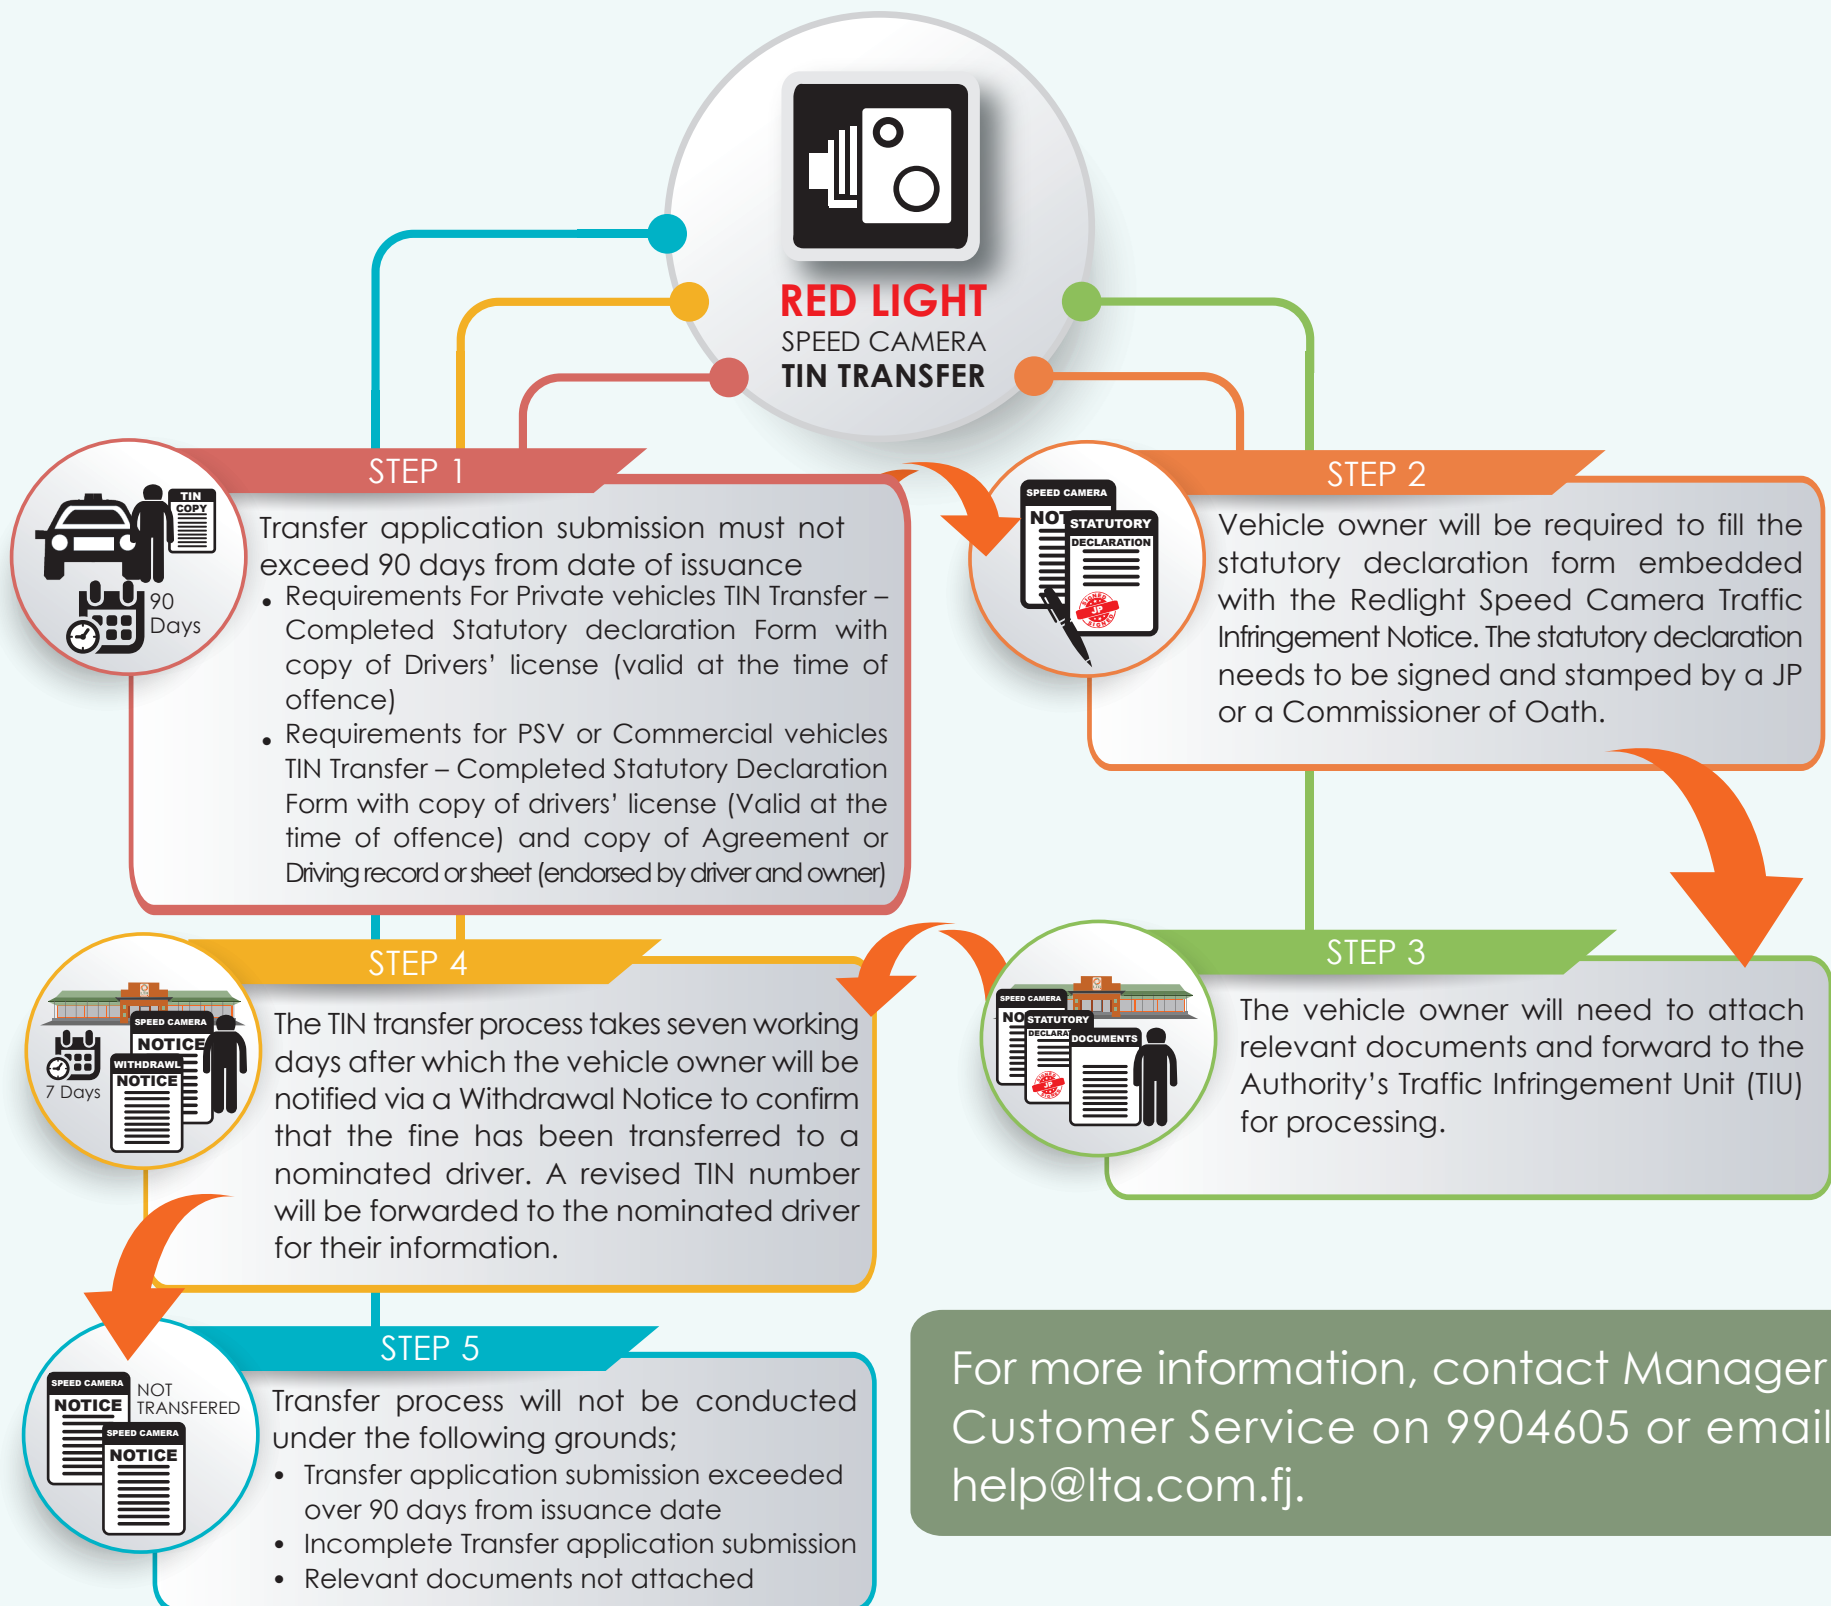 RED LIGHT
SPEED CAMERA
TIN TRANSFER
STEP 1
TIN
COPY
90
Days
Transfer application submission must not
exceed 90 days from date of issuance
• Requirements For Private vehicles TIN Transfer –
Completed Statutory declaration Form with
copy of Drivers' license (valid at the time of
offence)
• Requirements for PSV or Commercial vehicles
TIN Transfer – Completed Statutory Declaration
Form with copy of drivers' license (Valid at the
time of offence) and copy of Agreement or
Driving record or sheet (endorsed by driver and owner)
STEP 2
SPEED CAMERA
NOT
STATUTORY
DECLARATION
SIGNED
JP
SIGNED
Vehicle owner will be required to fill the
statutory declaration form embedded
with the Redlight Speed Camera Traffic
Infringement Notice. The statutory declaration
needs to be signed and stamped by a JP
or a Commissioner of Oath.
STEP 3
SPEED CAMERA
NO
STATUTORY
DECLARAT
DOCUMENTS
SIGNED
JP
SIGNED
The vehicle owner will need to attach
relevant documents and forward to the
Authority's Traffic Infringement Unit (TIU)
for processing.
STEP 4
SPEED CAMERA
NOTICE
WITHDRAWL
NOTICE
7 Days
The TIN transfer process takes seven working
days after which the vehicle owner will be
notified via a Withdrawal Notice to confirm
that the fine has been transferred to a
nominated driver. A revised TIN number
will be forwarded to the nominated driver
for their information.
STEP 5
SPEED CAMERA
NOTICE
SPEED CAMERA
NOTICE
NOT
TRANSFERED
Transfer process will not be conducted
under the following grounds;
• Transfer application submission exceeded
over 90 days from issuance date
• Incomplete Transfer application submission
• Relevant documents not attached
For more information, contact Manager
Customer Service on 9904605 or email
help@lta.com.fj.